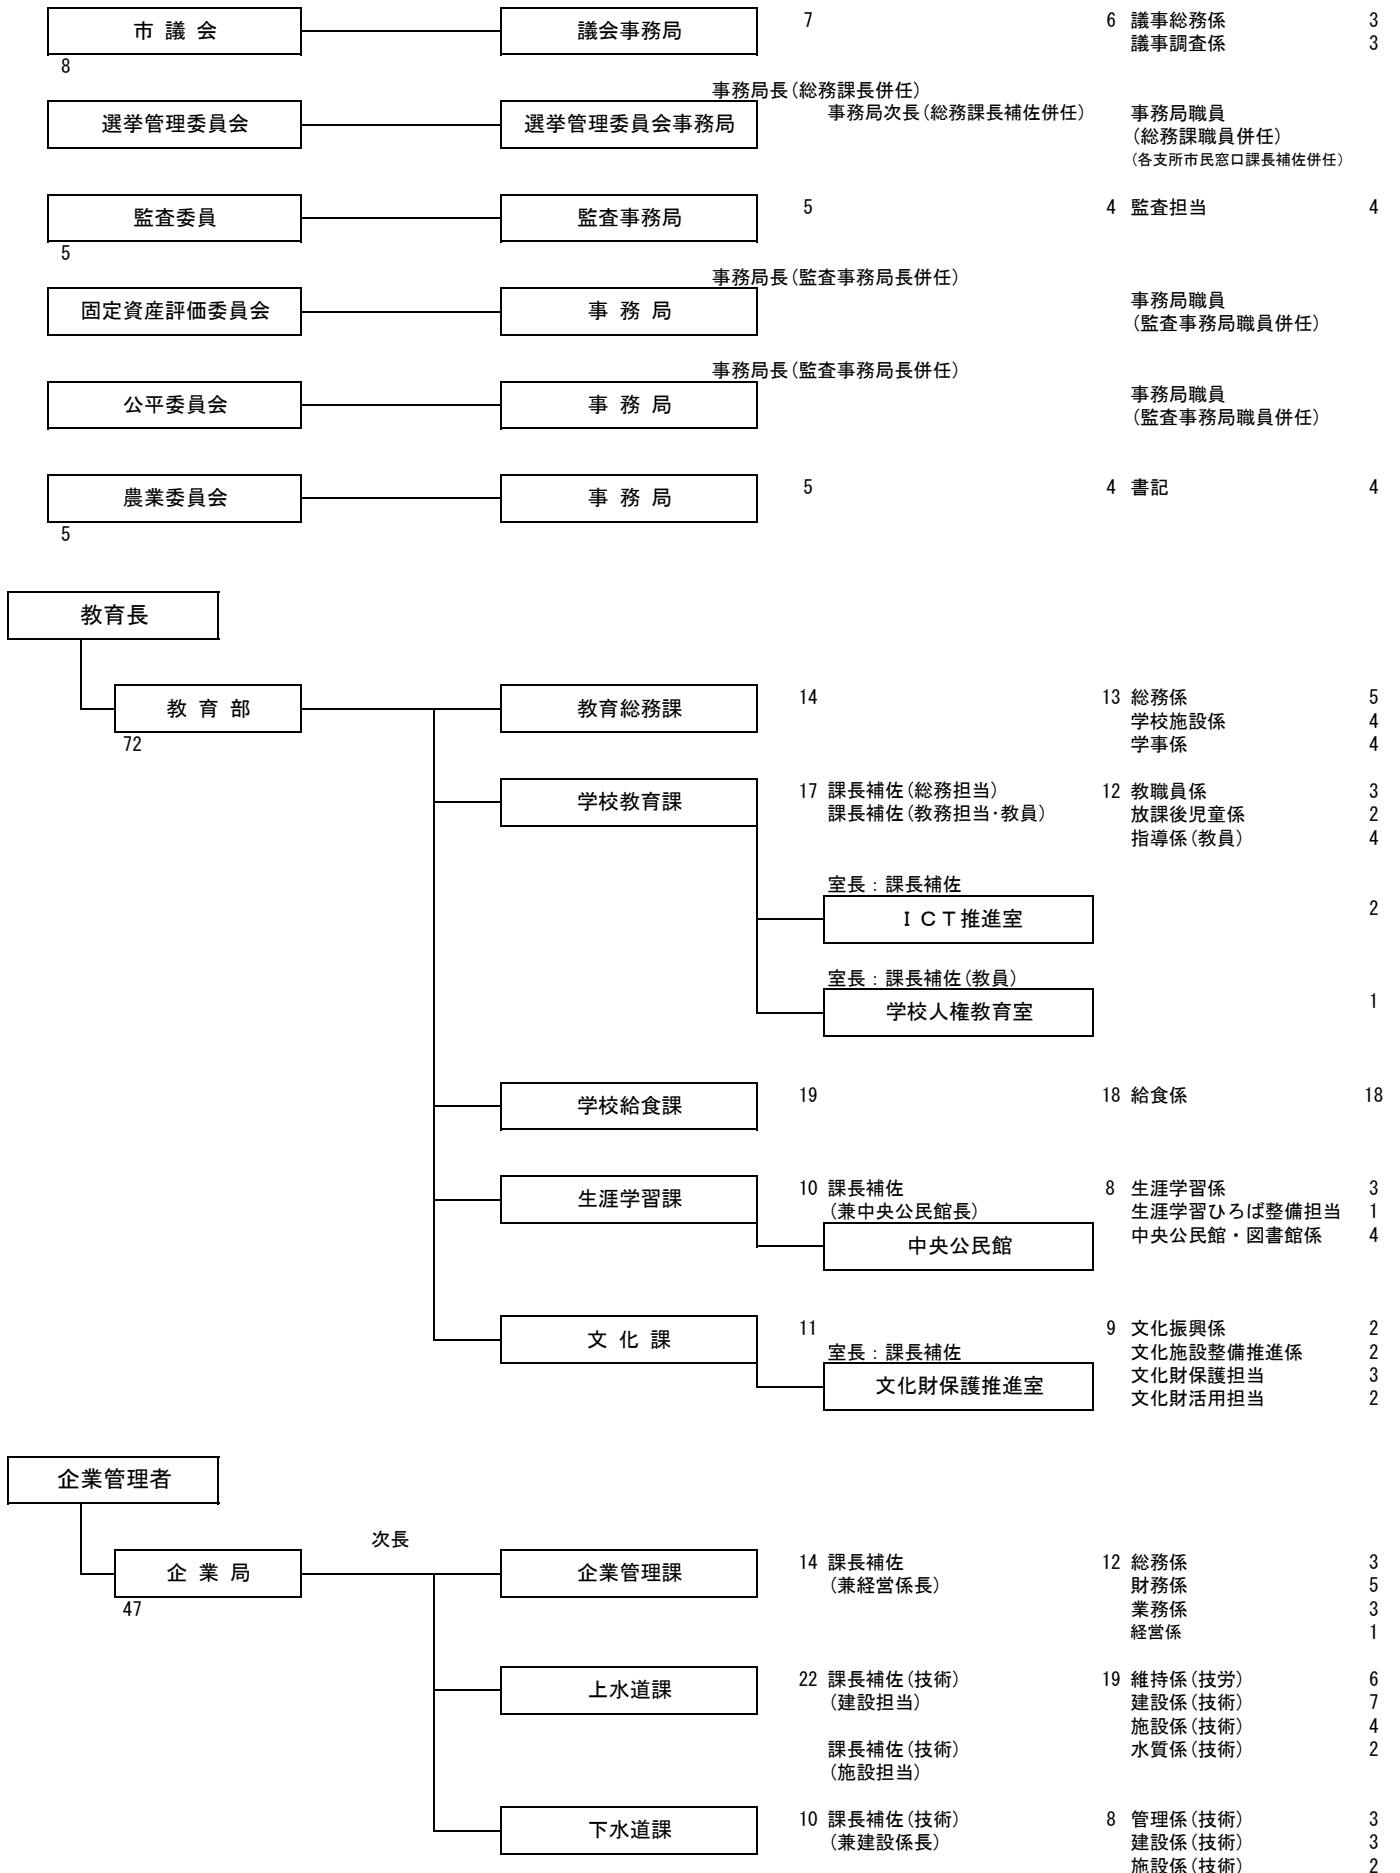 市 議 会 議会事務局 7 6 議事総務係 3
議事調査係 3
8
事務局長(総務課長併任)
選挙管理委員会 選挙管理委員会事務局 事務局次長(総務課長補佐併任) 事務局職員
(総務課職員併任)
(各支所市民窓口課長補佐併任)
監査委員 監査事務局 5 4 監査担当 4
5
事務局長(監査事務局長併任)
固定資産評価委員会 事 務 局 事務局職員
(監査事務局職員併任)
事務局長(監査事務局長併任)
公平委員会 事 務 局 事務局職員
(監査事務局職員併任)
農業委員会 事 務 局 5 4 書記 4
5
教育長
教 育 部 教育総務課 14 13 総務係 5
学校施設係 4
72 学事係 4
学校教育課 17 課長補佐(総務担当) 12 教職員係 3
課長補佐(教務担当・教員) 放課後児童係 2
指導係(教員) 4
室長:課長補佐
ICT推進室 2
室長:課長補佐(教員)
学校人権教育室 1
学校給食課 19 18 給食係 18
生涯学習課 10 課長補佐 8 生涯学習係 3
(兼中央公民館長) 生涯学習ひろば整備担当 1
中央公民館 中央公民館・図書館係 4
文 化 課 11 9 文化振興係 2
室長:課長補佐 文化施設整備推進係 2
文化財保護推進室 文化財保護担当 3
文化財活用担当 2
企業管理者
次長
企 業 局 企業管理課 14 課長補佐 12 総務係 3
(兼経営係長) 財務係 5
47 業務係 3
経営係 1
上水道課 22 課長補佐(技術) 19 維持係(技労) 6
(建設担当) 建設係(技術) 7
施設係(技術) 4
課長補佐(技術) 水質係(技術) 2
(施設担当)
下水道課 10 課長補佐(技術) 8 管理係(技術) 3
(兼建設係長) 建設係(技術) 3
施設係(技術) 2